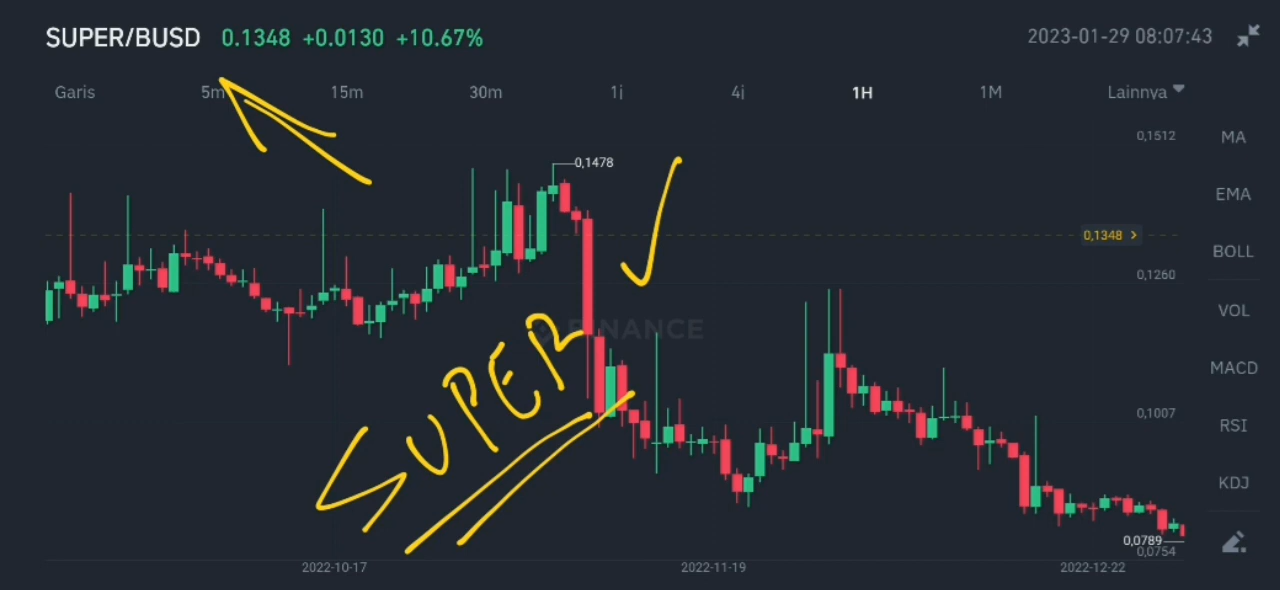 SUPER/BUSD 0.1348 +0.0130 +10.67% 2023-01-29 08:07:43
Garis 5m 15m 30m 1j 4j 1H 1M Lainnya
0,1512
MA
0,1478
EMA
0,1348 >
BOLL
0,1260
VOL
BINANCE
SUPER
MACD
0,1007
RSI
KDJ
0,0789
0,0754
2022-10-17 2022-11-19 2022-12-22